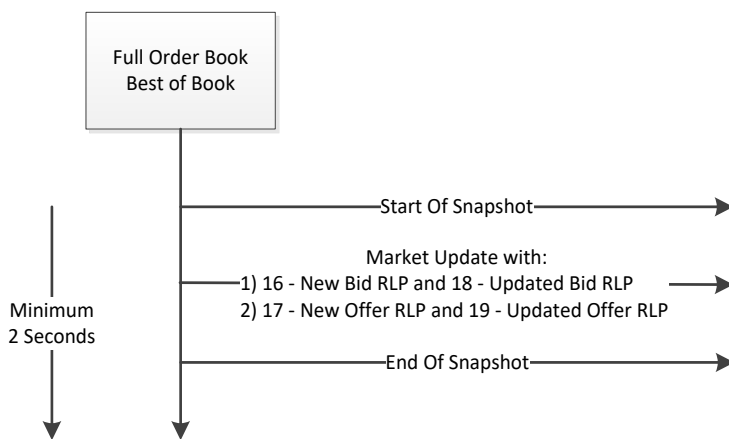 Full Order Book
Best of Book
Start Of Snapshot
Market Update with:
1) 16 - New Bid RLP and 18 - Updated Bid RLP
2) 17 - New Offer RLP and 19 - Updated Offer RLP
Minimum
2 Seconds
End Of Snapshot